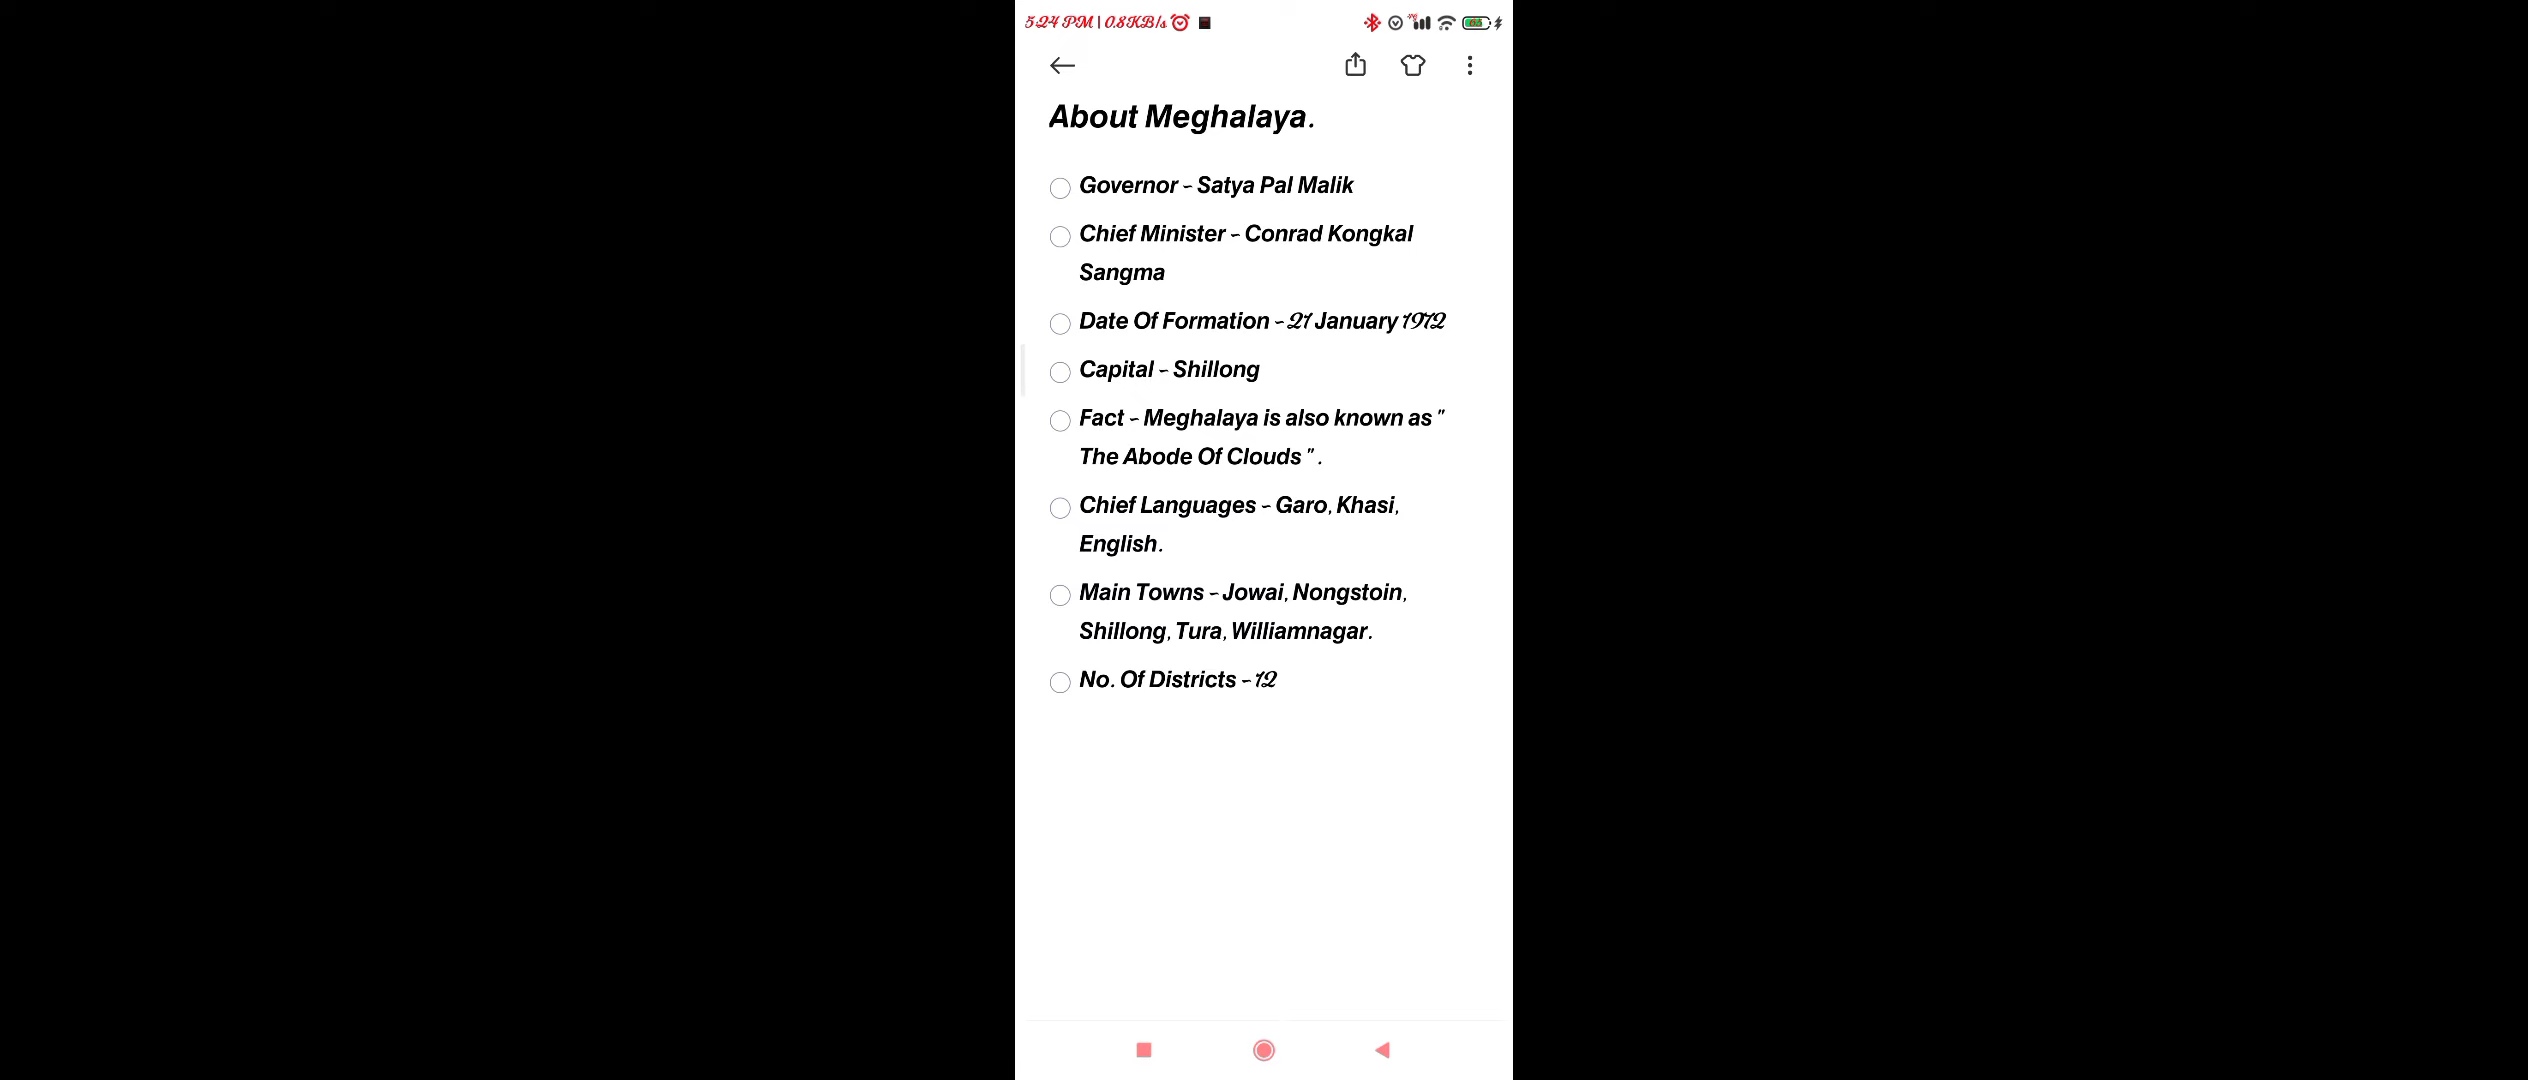 5:24 PM | 0.8KB/s
About Meghalaya.
Governor - Satya Pal Malik
Chief Minister - Conrad Kongkal
Sangma
Date Of Formation - 21 January 1972
Capital - Shillong
Fact - Meghalaya is also known as "
The Abode Of Clouds " .
Chief Languages - Garo, Khasi,
English.
Main Towns - Jowai, Nongstoin,
Shillong, Tura, Williamnagar.
No. Of Districts - 12